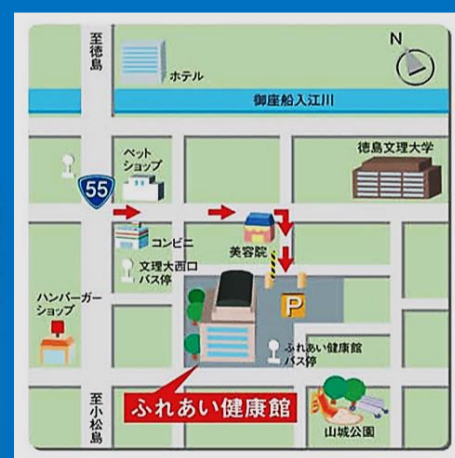 至徳島
N
ホテル
御座船入江川
ペット
ショップ
徳島文理大学
55
コンビニ
美容院
文理大西口
バス停
ハンバーガー
ショップ
P
ふれあい健康館
バス停
ふれあい健康館
至小松島
山城公園